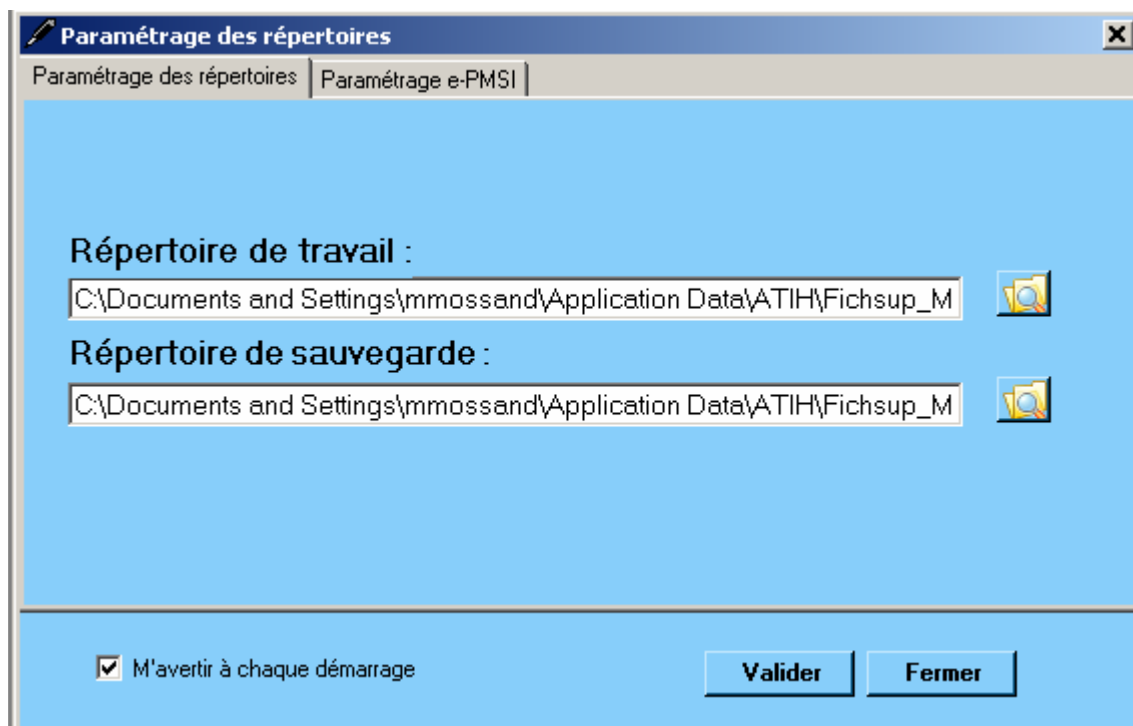 Paramétrage des répertoires
Paramétrage des répertoires Paramétrage e-PMSI
Répertoire de travail :
C:\Documents and Settings\mmossand\Application Data\ATIH\Fichsup_M
Répertoire de sauvegarde :
C:\Documents and Settings\mmossand\Application Data\ATIH\Fichsup_M
M'avertir à chaque démarrage Valider Fermer